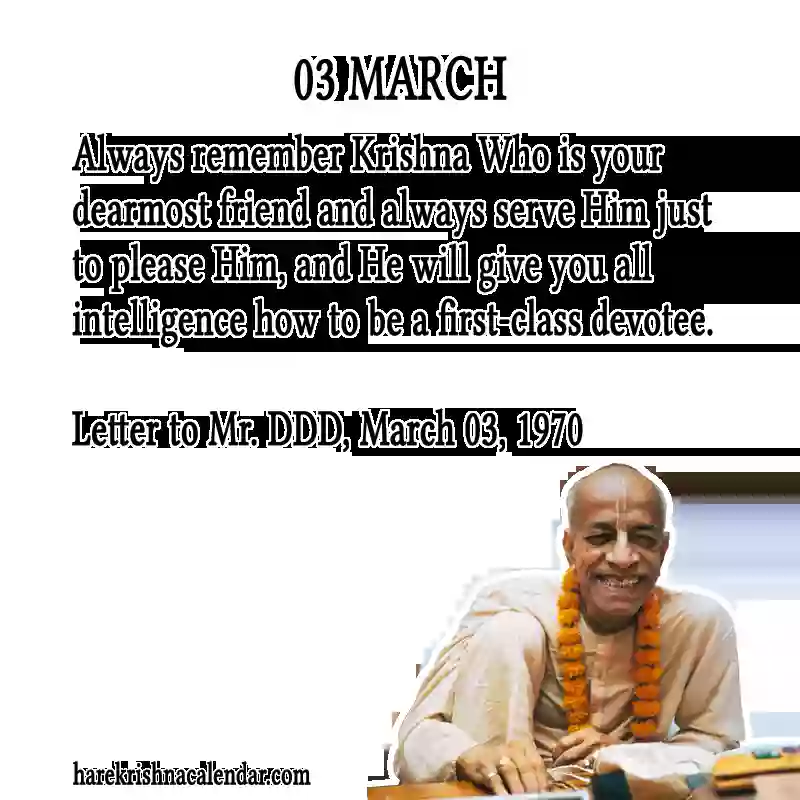 03 MARCH
Always remember Krishna Who is your
dearmost friend and always serve Him just
to please Him, and He will give you all
intelligence how to be a first-class devotee.
Letter to Mr. DDD, March 03, 1970
harekrishnacalendar.com